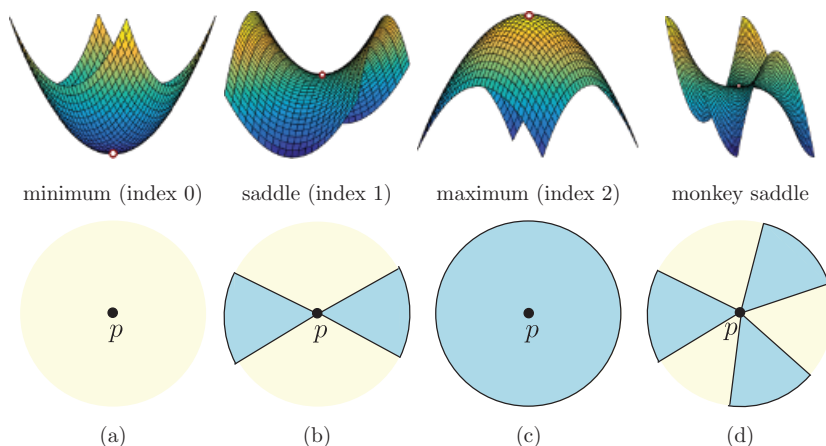 minimum (index 0) saddle (index 1) maximum (index 2) monkey saddle
p p p p
(a) (b) (c) (d)